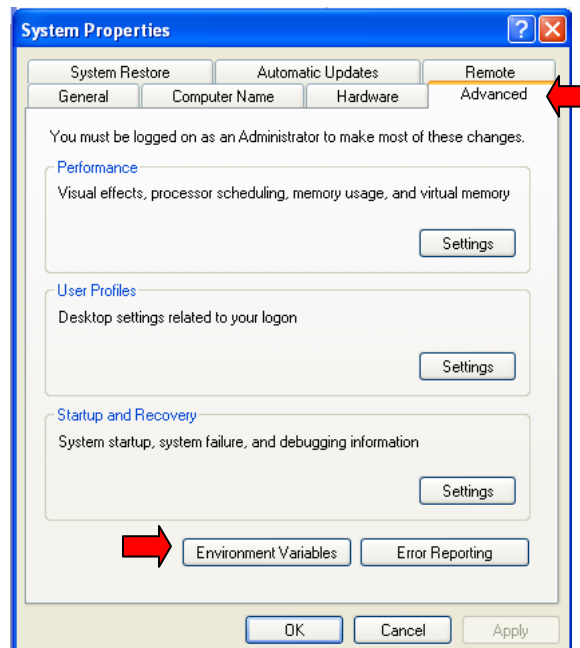 System Properties
System Restore Automatic Updates Remote
General Computer Name Hardware Advanced
You must be logged on as an Administrator to make most of these changes.
Performance
Visual effects, processor scheduling, memory usage, and virtual memory
Settings
User Profiles
Desktop settings related to your logon
Settings
Startup and Recovery
System startup, system failure, and debugging information
Settings
Environment Variables Error Reporting
OK Cancel Apply